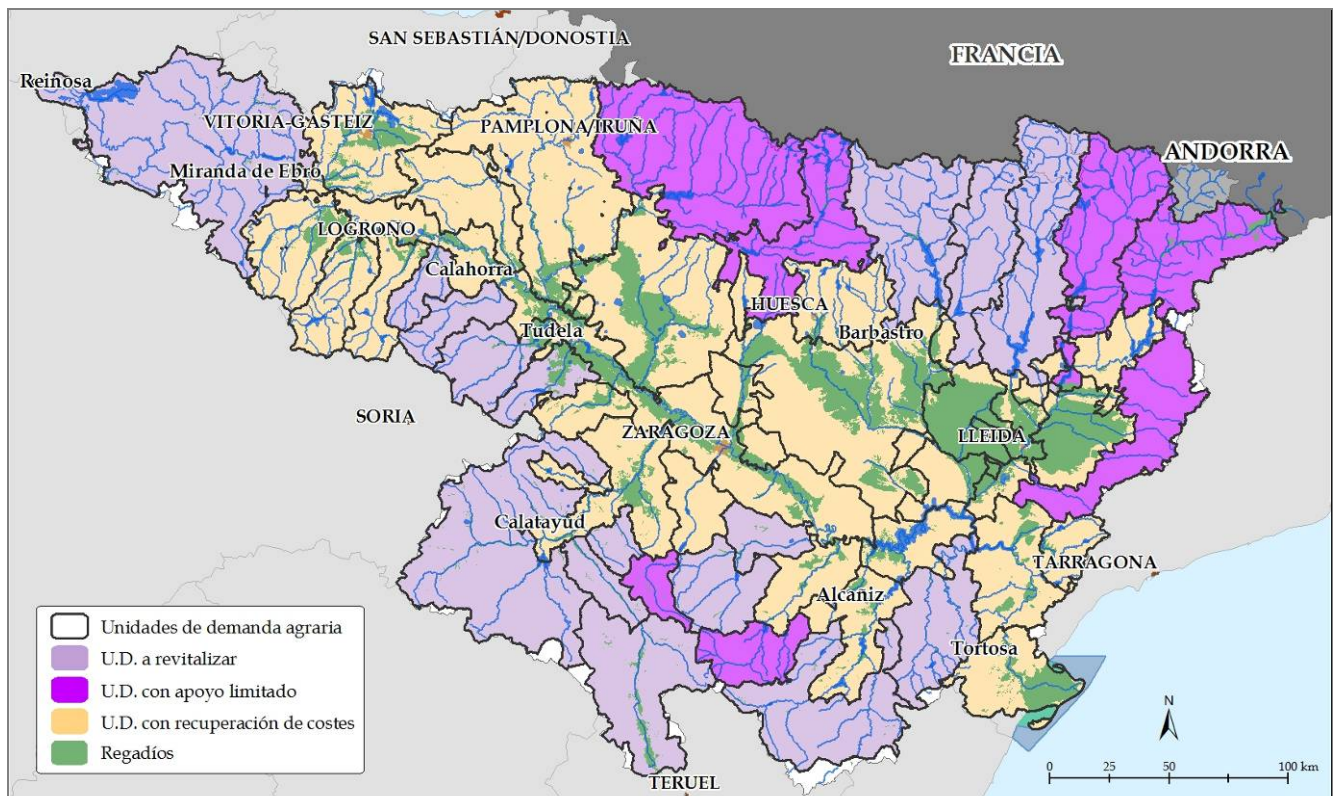 SAN SEBASTIÁN/DONOSTIA
FRANCIA
Reinosa
VITORIA-GASTEIZ
PAMPLONA/IRUÑA
ANDORRA
Miranda de Ebro
LOGROÑO
Calahorra
HUESCA
Tudela
Barbastro
SORIA
ZARAGOZA
LLEIDA
Calatayud
TARRAGONA
Alcañiz
Tortosa
TERUEL
Unidades de demanda agraria
U.D. a revitalizar
U.D. con apoyo limitado
U.D. con recuperación de costes
Regadíos
N
0 25 50 100 km